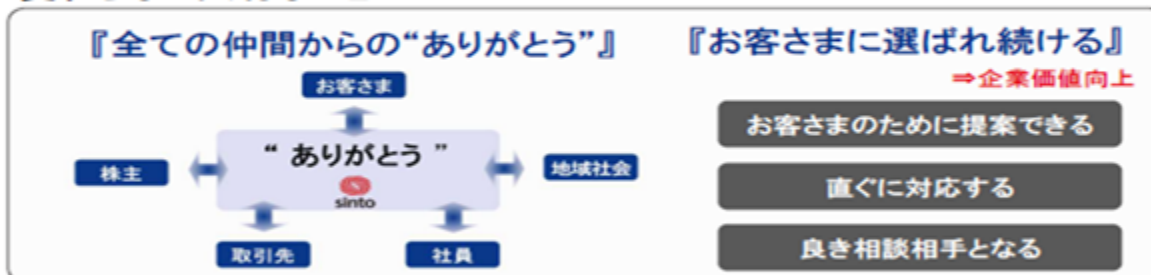 『全ての仲間からの“ありがとう”』
お客さま
“ ありがとう ”
sinto
株主
地域社会
取引先
社員
『お客さまに選ばれ続ける』
⇒企業価値向上
お客さまのために提案できる
直ぐに対応する
良き相談相手となる